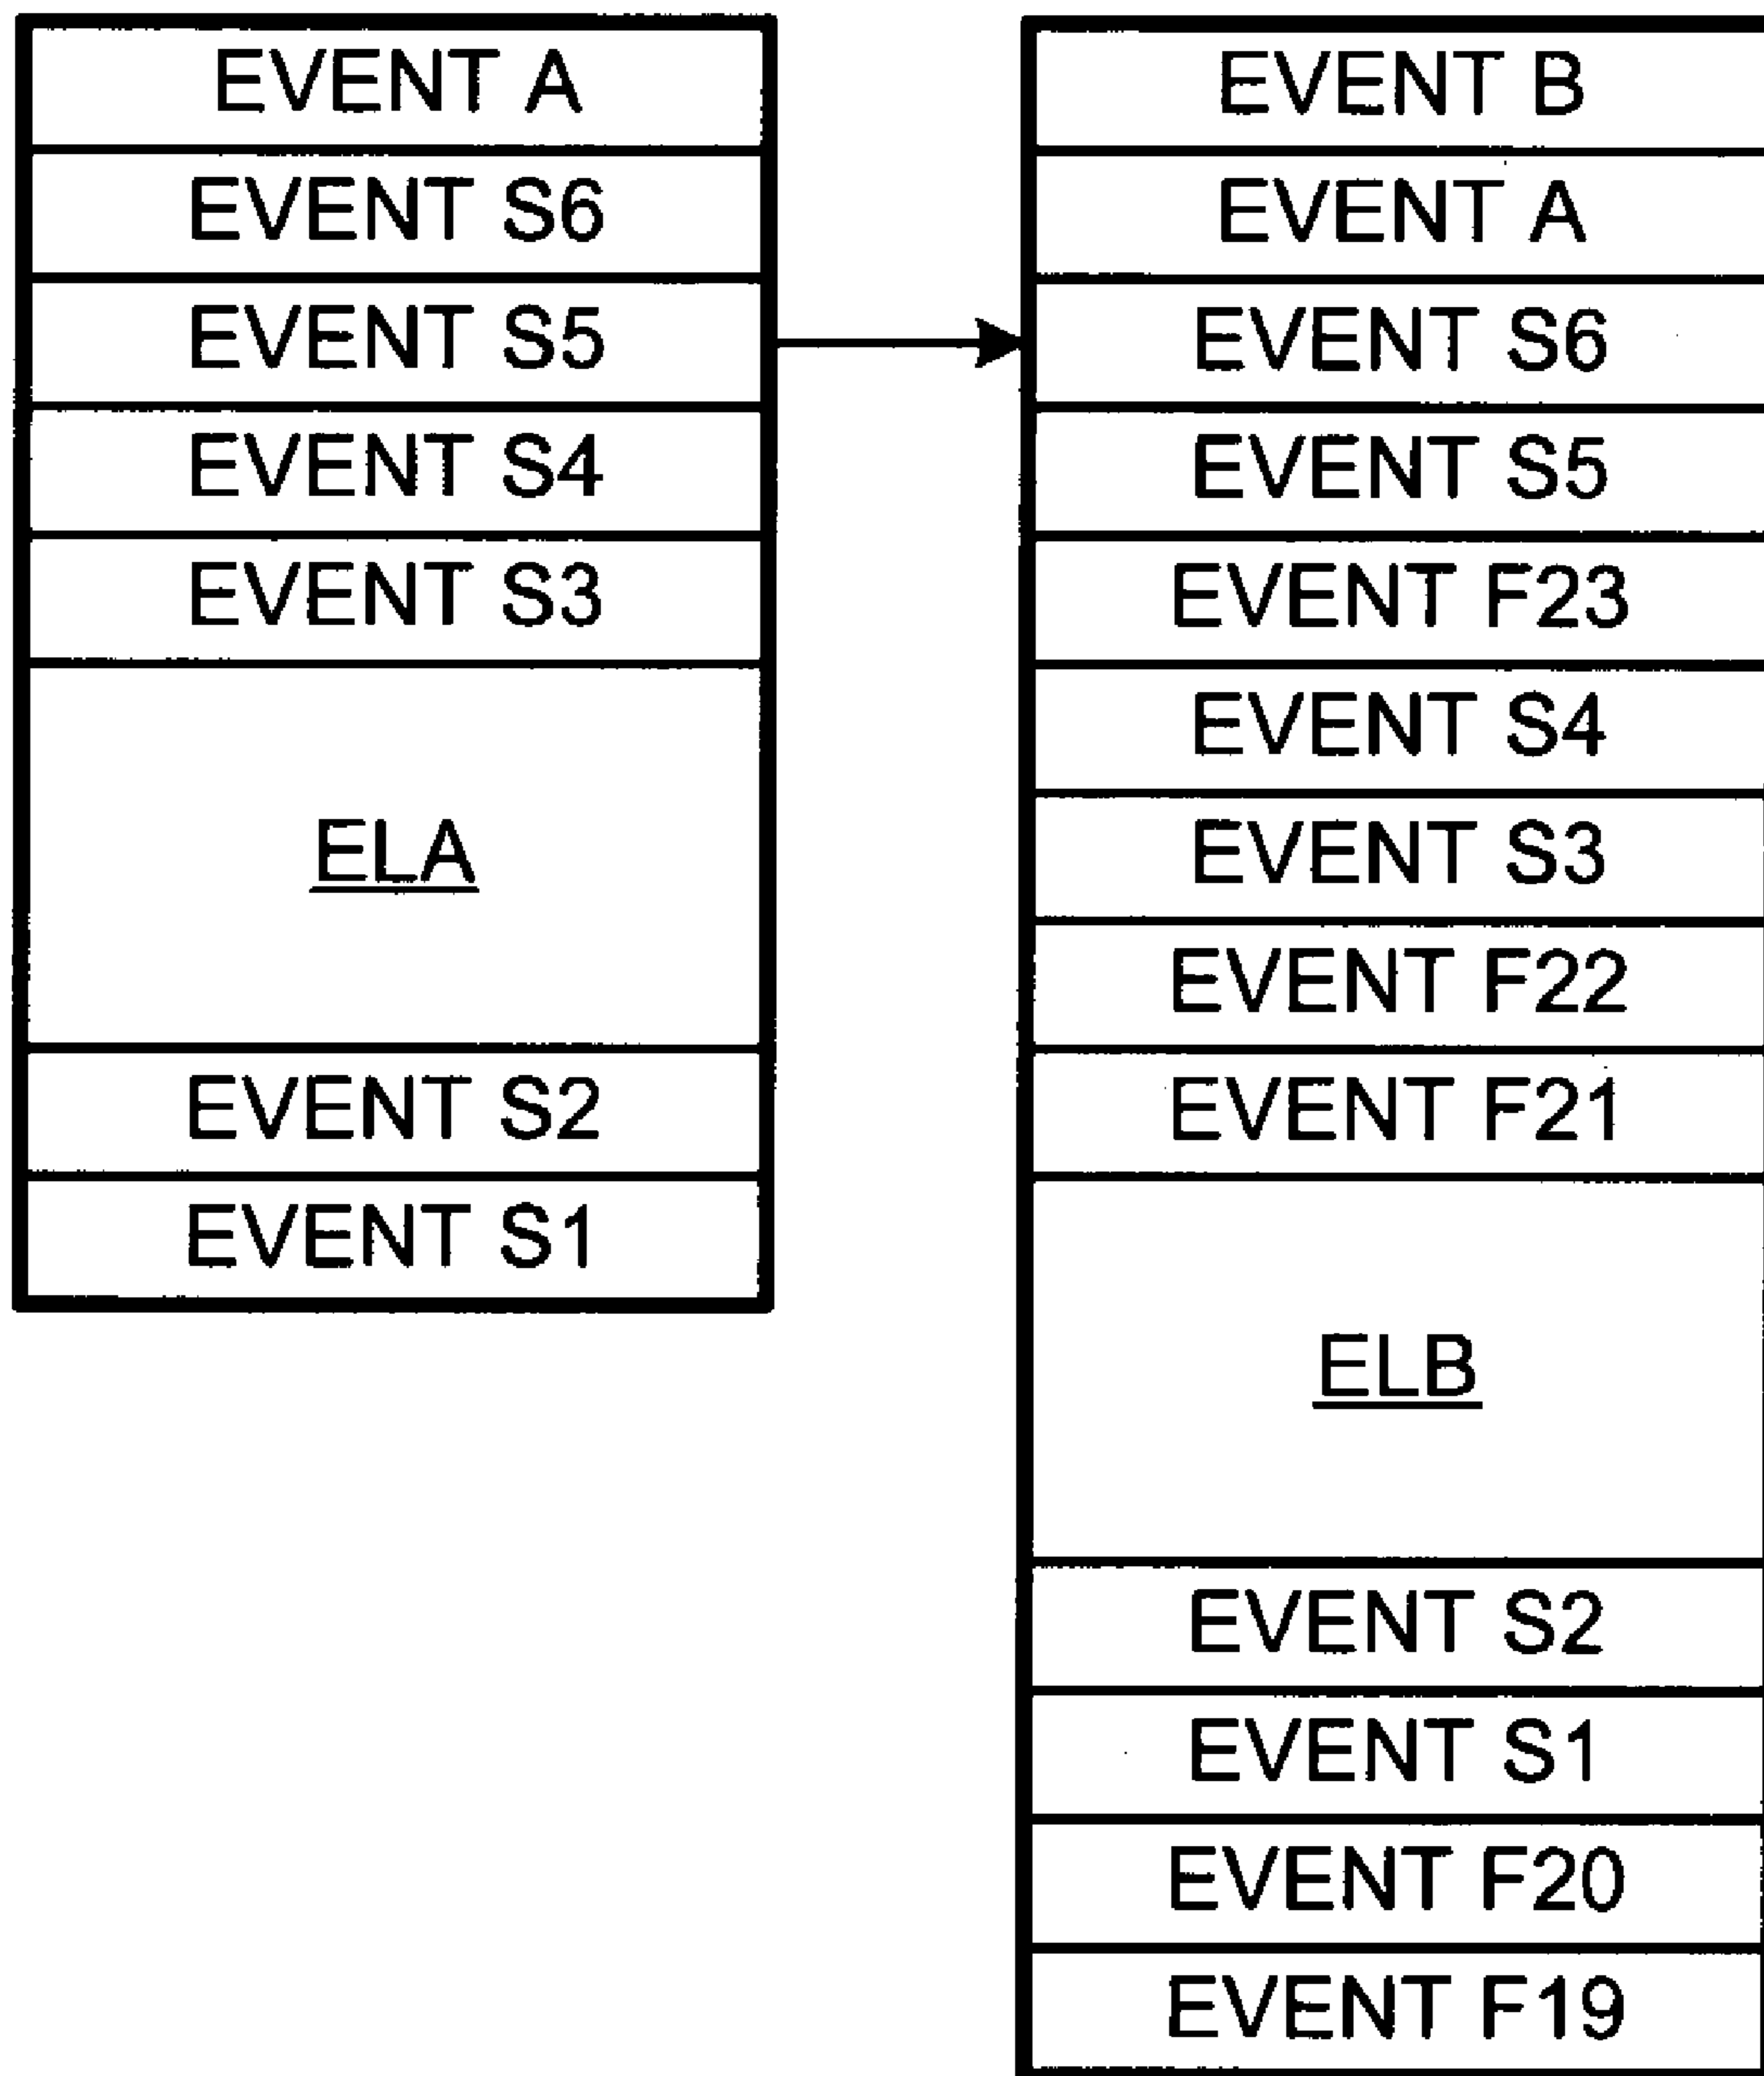 EVENT A
EVENT S6
EVENT S5
EVENT S4
EVENT S3
ELA
EVENT S2
EVENT S1
EVENT B
EVENT A
EVENT S6
EVENT S5
EVENT F23
EVENT S4
EVENT S3
EVENT F22
EVENT F21
ELB
EVENT S2
EVENT S1
EVENT F20
EVENT F19